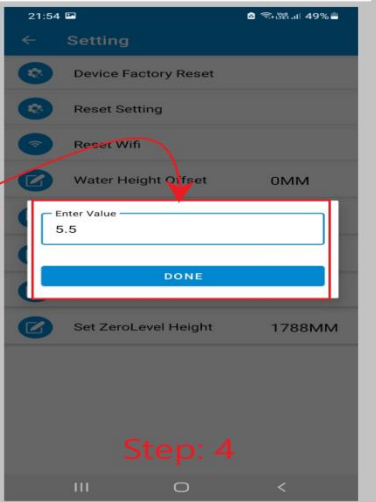 21:54 49%
Setting
Device Factory Reset
Reset Setting
Reset Wifi
Water Height Offset 0MM
Enter Value
5.5
DONE
Set ZeroLevel Height 1788MM
Step: 4